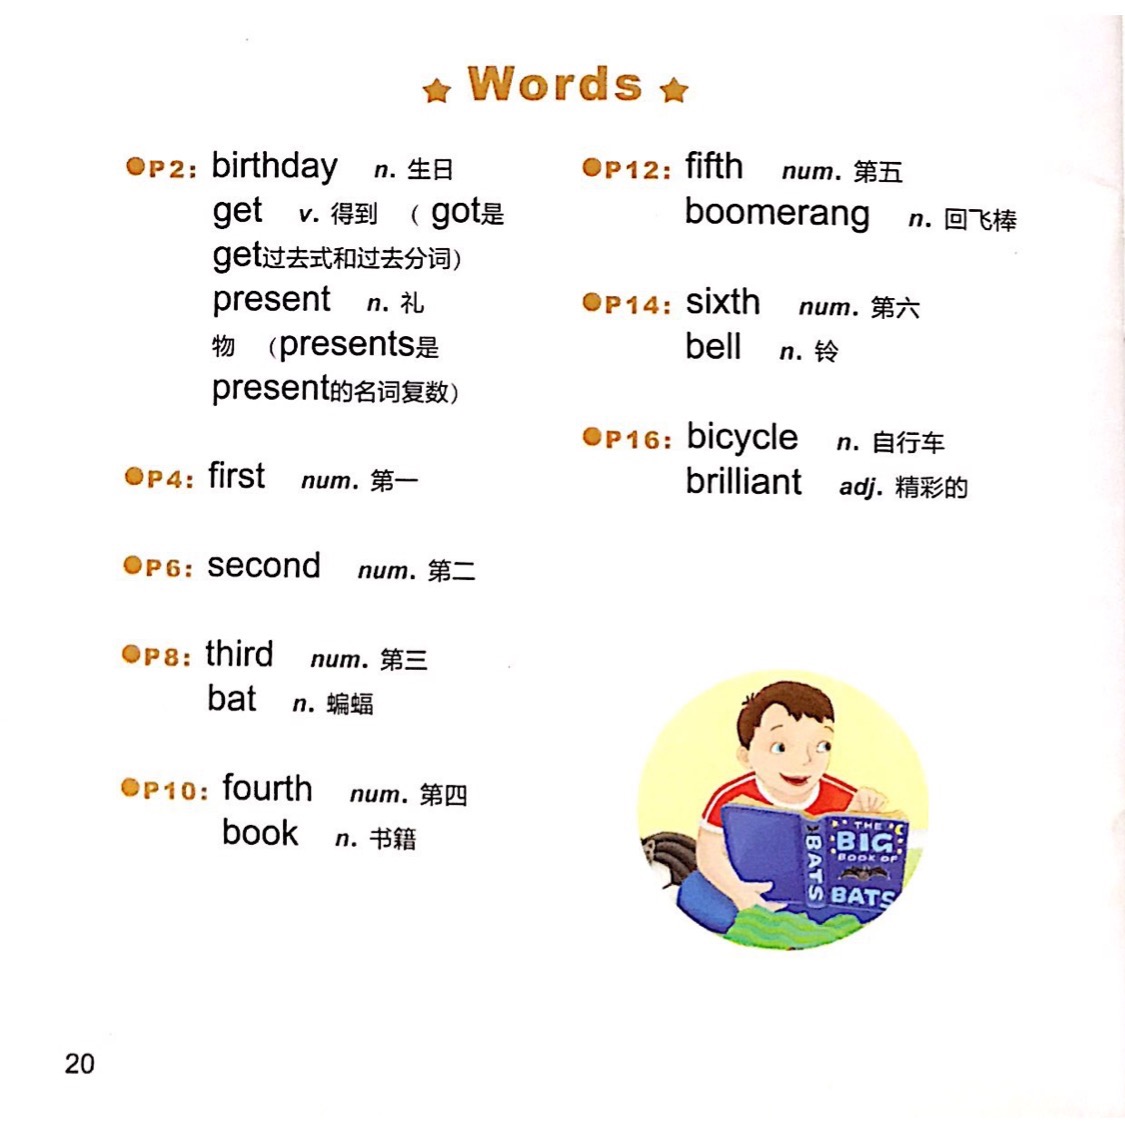 Words
P2: birthday n. 生日
get v. 得到 ( got是
get过去式和过去分词)
present n. 礼
物 (presents是
present的名词复数)
P4: first num. 第一
P6: second num. 第二
P8: third num. 第三
bat n. 蝙蝠
P10: fourth num. 第四
book n. 书籍
P12: fifth num. 第五
boomerang n. 回飞棒
P14: sixth num. 第六
bell n. 铃
P16: bicycle n. 自行车
brilliant adj. 精彩的
BATS
THE
BIG
BOOK OF
BATS
20